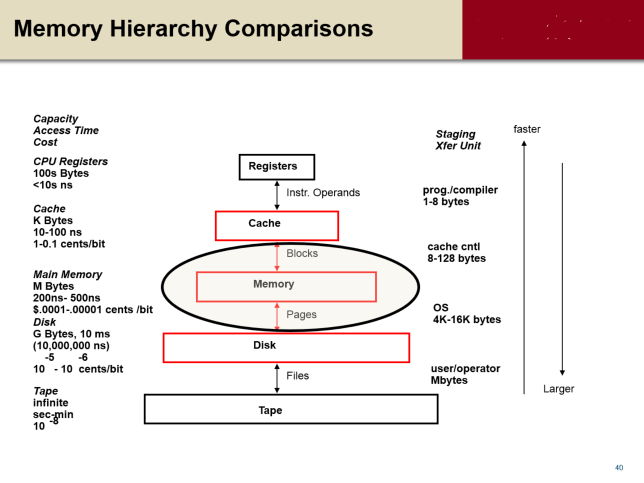 Memory Hierarchy Comparisons
Capacity
Access Time
Cost
CPU Registers
100s Bytes
<10s ns
Cache
K Bytes
10-100 ns
1-0.1 cents/bit
Main Memory
M Bytes
200ns- 500ns
$.0001-.00001 cents /bit
Disk
G Bytes, 10 ms
(10,000,000 ns)
-5 -6
10 - 10 cents/bit
Tape
infinite
sec-min
10 -8
Registers
Instr. Operands
Cache
Blocks
Memory
Pages
Disk
Files
Tape
Staging
Xfer Unit
prog./compiler
1-8 bytes
cache cntl
8-128 bytes
OS
4K-16K bytes
user/operator
Mbytes
faster
Larger
40